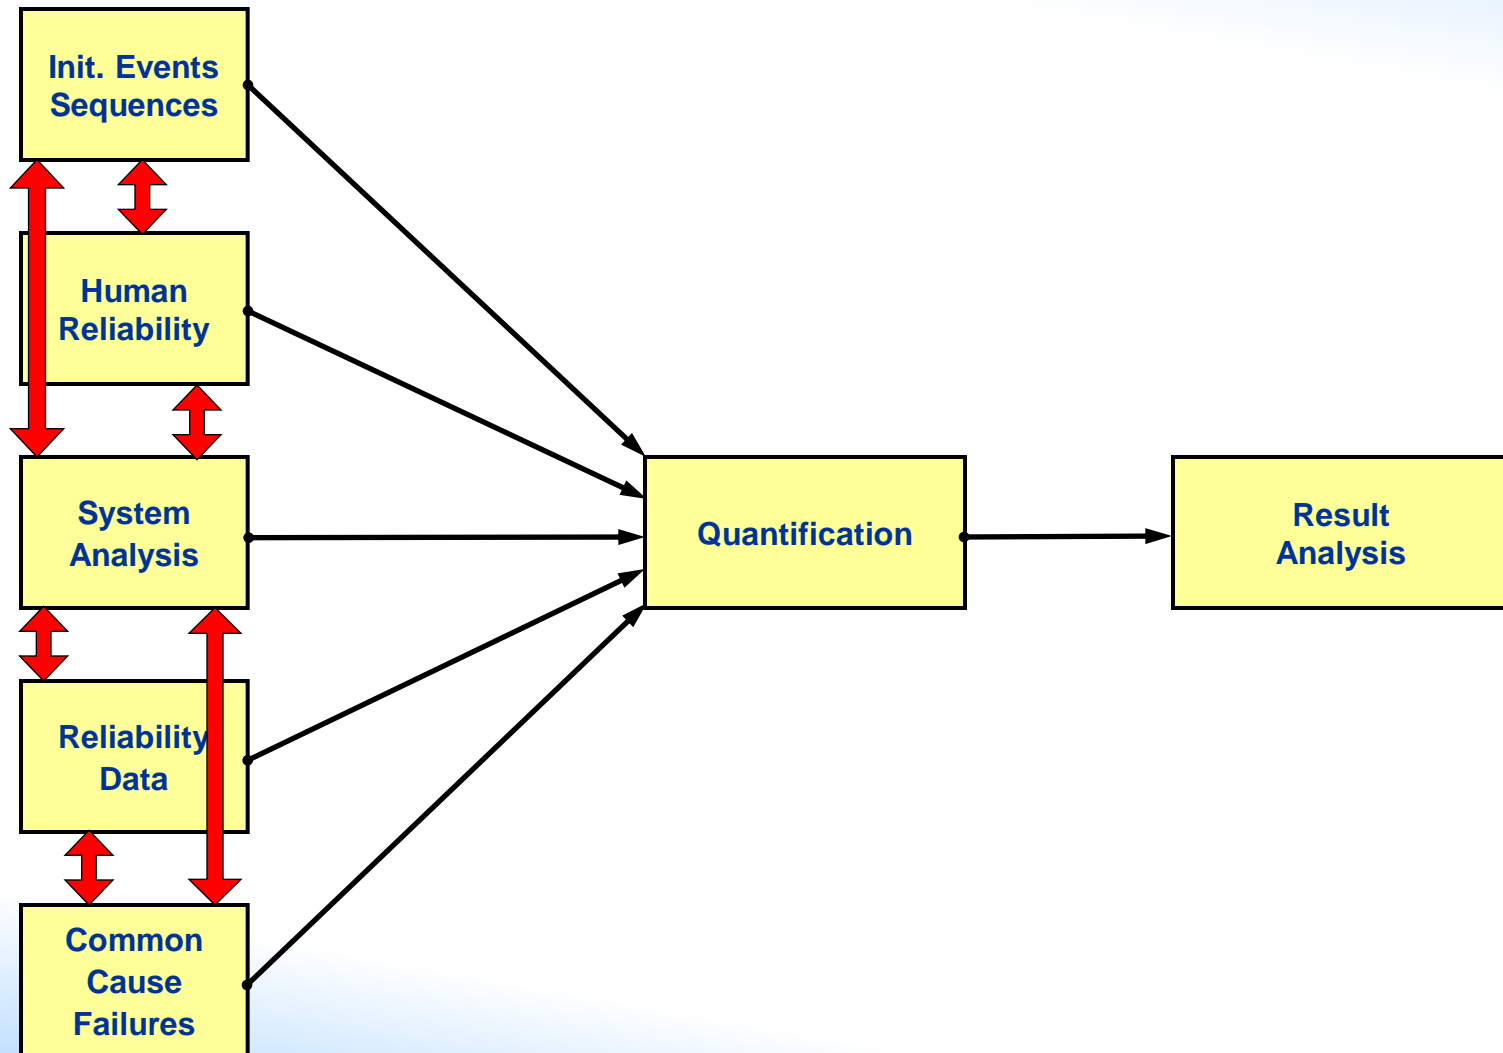 Init. Events
Sequences
Human
Reliability
System
Analysis
Reliability
Data
Common
Cause
Failures
Quantification
Result
Analysis